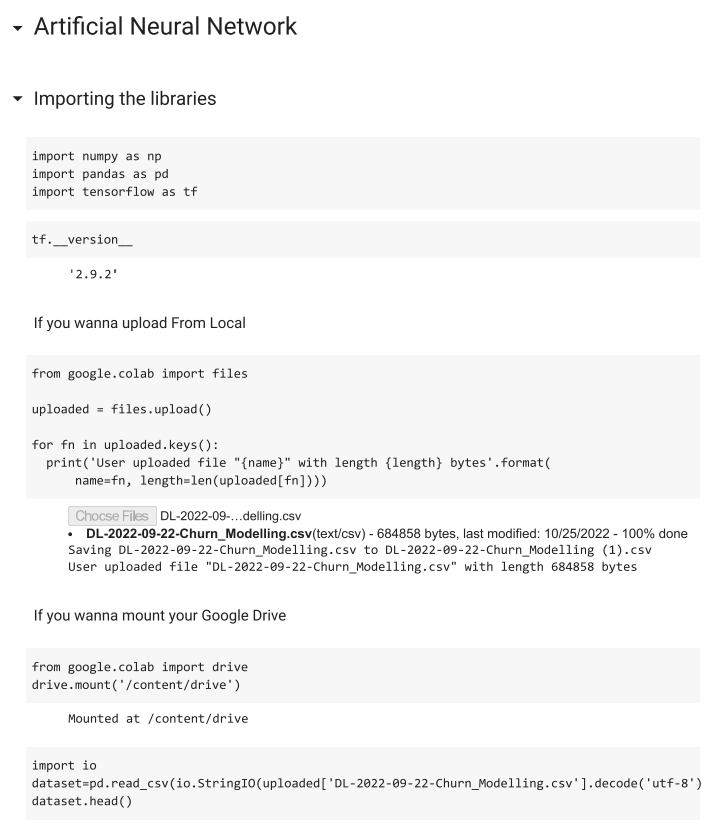 Artificial Neural Network
Importing the libraries
import numpy as np
import pandas as pd
import tensorflow as tf
tf.__version__
'2.9.2'
If you wanna upload From Local
from google.colab import files
uploaded = files.upload()
for fn in uploaded.keys():
  print('User uploaded file "{name}" with length {length} bytes'.format(
      name=fn, length=len(uploaded[fn])))
Choose Files DL-2022-09-…delling.csv
• DL-2022-09-22-Churn_Modelling.csv(text/csv) - 684858 bytes, last modified: 10/25/2022 - 100% done
Saving DL-2022-09-22-Churn_Modelling.csv to DL-2022-09-22-Churn_Modelling (1).csv
User uploaded file "DL-2022-09-22-Churn_Modelling.csv" with length 684858 bytes
If you wanna mount your Google Drive
from google.colab import drive
drive.mount('/content/drive')
Mounted at /content/drive
import io
dataset=pd.read_csv(io.StringIO(uploaded['DL-2022-09-22-Churn_Modelling.csv'].decode('utf-8')
dataset.head()